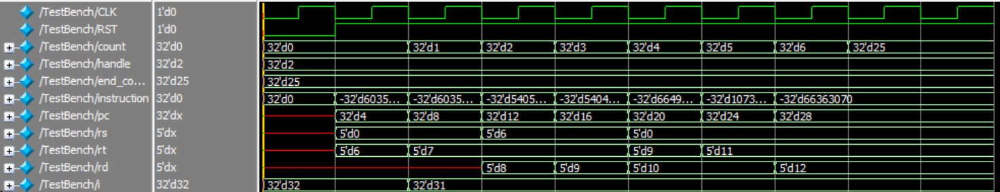 /TestBench/CLK 1'd0
/TestBench/RST 1'd0
/TestBench/count 32'd0 32'd0 32'd1 32'd2 32'd3 32'd4 32'd5 32'd6 32'd25
/TestBench/handle 32'd2 32'd2
/TestBench/end_co... 32'd25 32'd25
/TestBench/instruction 32'd0 32'd0 -32'd6035... -32'd6035... -32'd5405... -32'd5404... -32'd6649... -32'd1073... -32'd66363070
/TestBench/pc 32'dx 32'd4 32'd8 32'd12 32'd16 32'd20 32'd24 32'd28
/TestBench/rs 5'dx 5'd0 5'd6 5'd0
/TestBench/rt 5'dx 5'd6 5'd7 5'd9 5'd11
/TestBench/rd 5'dx 5'd8 5'd9 5'd10 5'd12
/TestBench/i 32'd32 32'd32 32'd31